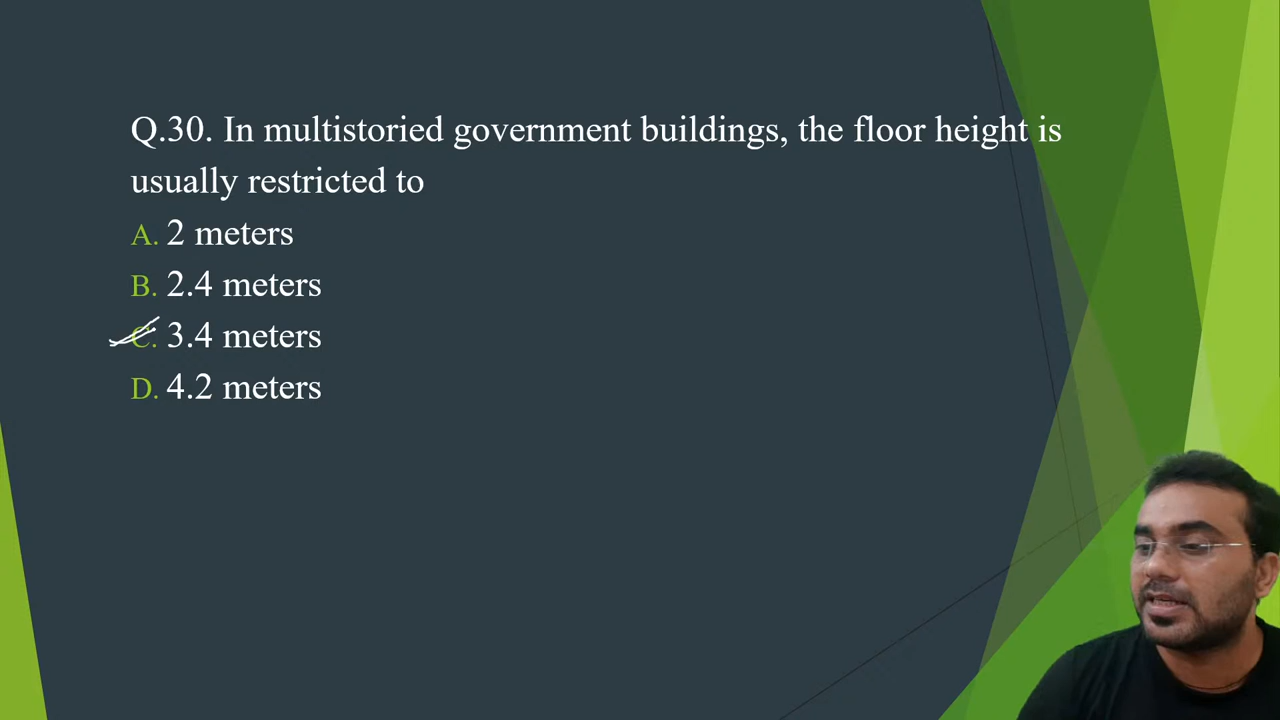 Q.30. In multistoried government buildings, the floor height is
usually restricted to
A. 2 meters
B. 2.4 meters
C. 3.4 meters
D. 4.2 meters